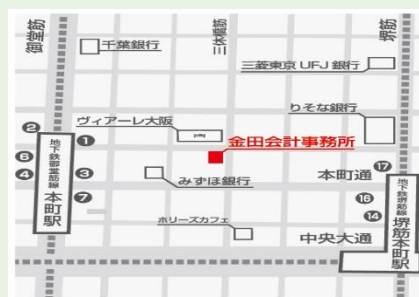 御堂筋
三休橋筋
堺筋
千葉銀行
三菱東京UFJ銀行
りそな銀行
ヴィアーレ大阪
金田会計事務所
みずほ銀行
本町通
ホリーズカフェ
中央大通
地下鉄御堂筋線
本町駅
地下鉄堺筋線
堺筋本町駅
2
1
6
4
3
7
17
16
14